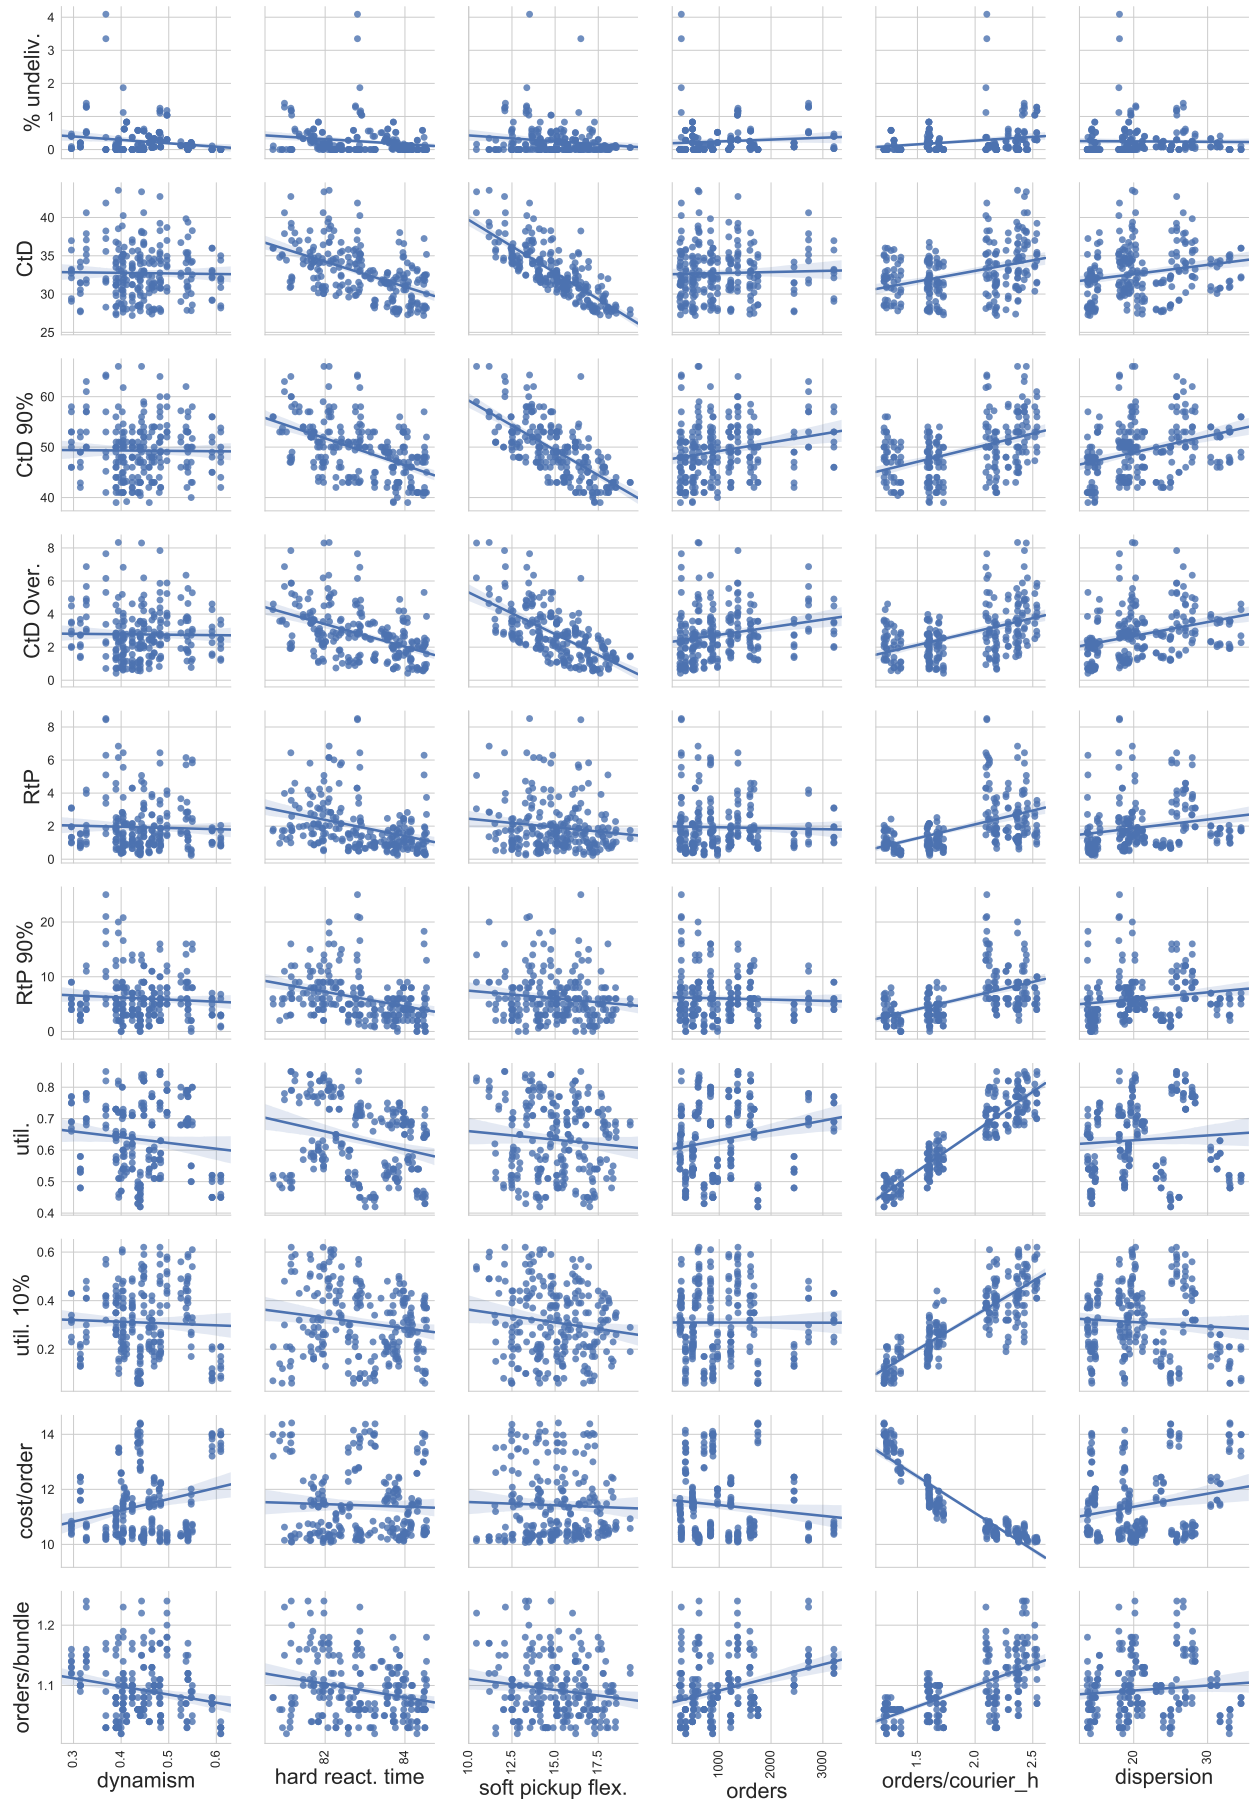 % undeliv.
4
3
2
1
0
CtD
40
35
30
25
CtD 90%
60
50
40
CtD Over.
8
6
4
2
0
RtP
8
6
4
2
0
RtP 90%
20
10
0
util.
0.8
0.7
0.6
0.5
0.4
util. 10%
0.6
0.4
0.2
cost/order
14
12
10
orders/bundle
1.2
1.1
0.3 0.4 0.5 0.6
dynamism
82 84
hard react. time
10.0 12.5 15.0 17.5
soft pickup flex.
1000 2000 3000
orders
1.5 2.0 2.5
orders/courier_h
20 30
dispersion